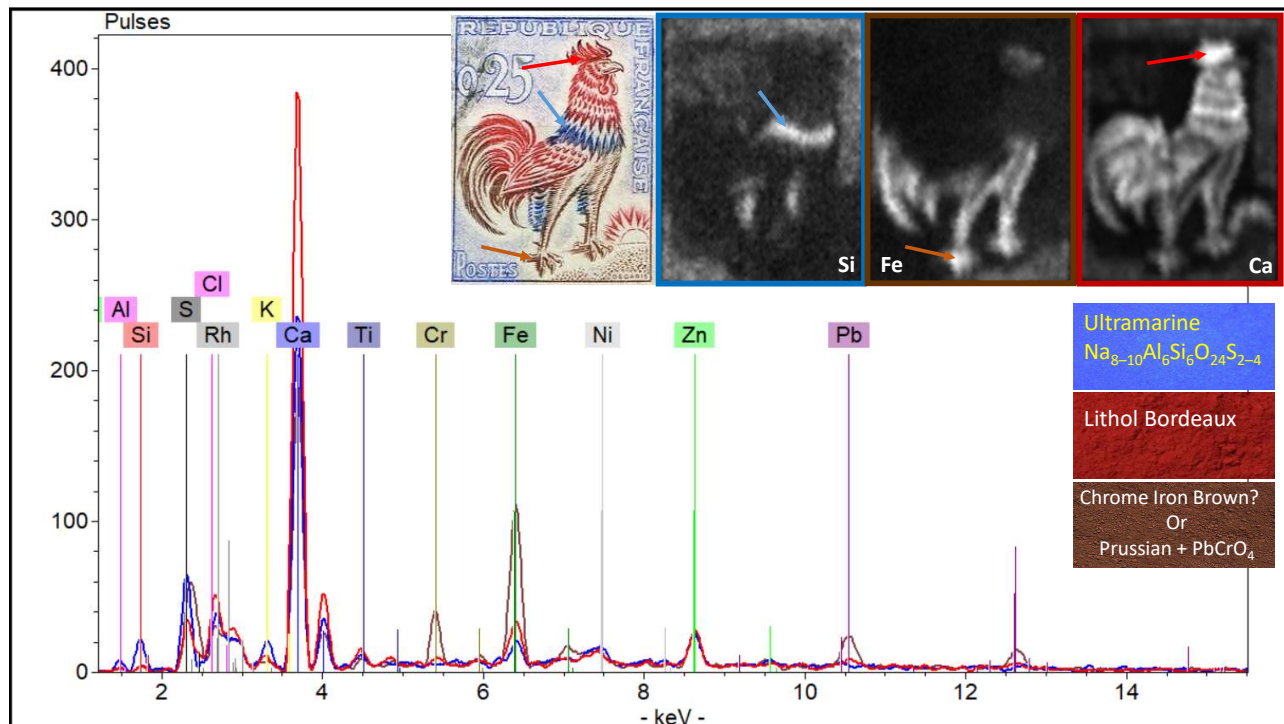 Pulses
400
300
200
100
0
Al
Si
S
Cl
Rh
K
Ca
Ti
Cr
Fe
Ni
Zn
Pb
2
4
6
8
10
12
14
- keV -
REPUBLIQUE
FRANÇAISE
0,25
POSTES
DECARIS
Si
Fe
Ca
Ultramarine
Na₈₋₁₀Al₆Si₆O₂₄S₂₋₄
Lithol Bordeaux
Chrome Iron Brown?
Or
Prussian + PbCrO₄